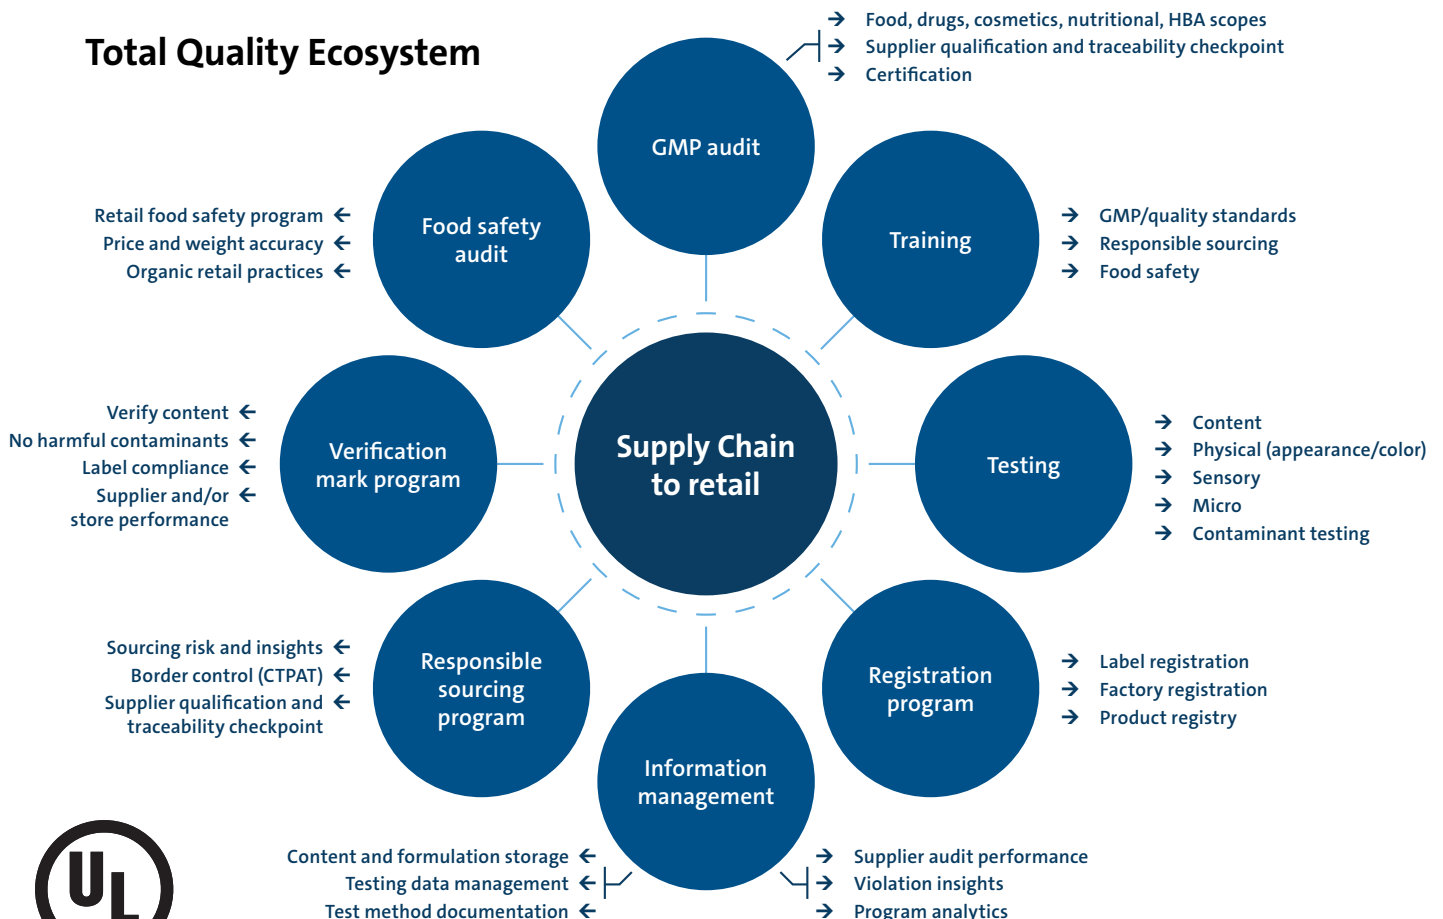 Total Quality Ecosystem
Food, drugs, cosmetics, nutritional, HBA scopes
Supplier qualification and traceability checkpoint
Certification
GMP audit
Food safety
audit
Retail food safety program
Price and weight accuracy
Organic retail practices
Training
GMP/quality standards
Responsible sourcing
Food safety
Verification
mark program
Verify content
No harmful contaminants
Label compliance
Supplier and/or
store performance
Supply Chain
to retail
Testing
Content
Physical (appearance/color)
Sensory
Micro
Contaminant testing
Responsible
sourcing
program
Sourcing risk and insights
Border control (CTPAT)
Supplier qualification and
traceability checkpoint
Registration
program
Label registration
Factory registration
Product registry
Information
management
Content and formulation storage
Testing data management
Test method documentation
Supplier audit performance
Violation insights
Program analytics
UL